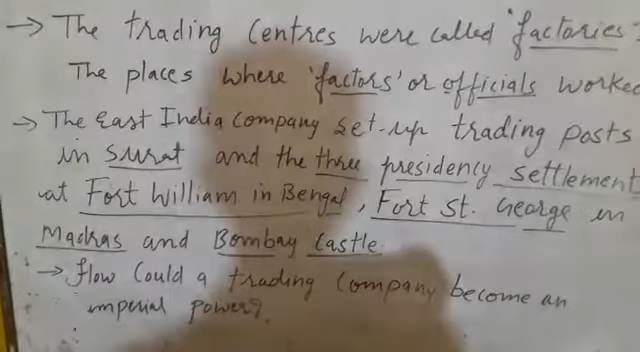 → The trading Centres were called 'factories'.
The places where 'factors' or officials worked
→ The East India Company set-up trading posts
in Surat and the three presidency settlement
at Fort William in Bengal, Fort St. George in
Madras and Bombay Castle.
→ How Could a trading Company become an
imperial power?